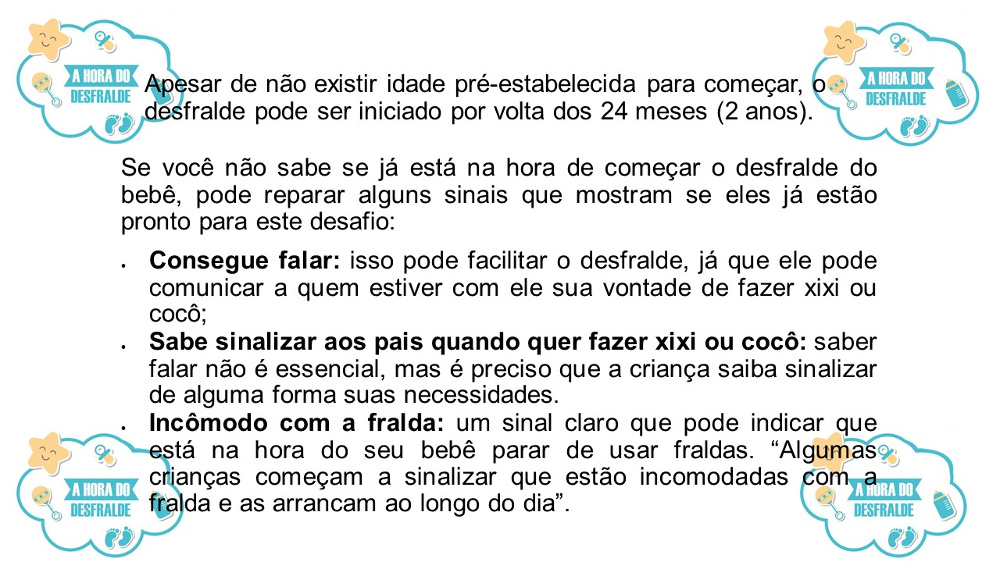 A HORA DO
DESFRALDE
A HORA DO
DESFRALDE
Apesar de não existir idade pré-estabelecida para começar, o
desfralde pode ser iniciado por volta dos 24 meses (2 anos).
Se você não sabe se já está na hora de começar o desfralde do
bebê, pode reparar alguns sinais que mostram se eles já estão
pronto para este desafio:
• Consegue falar: isso pode facilitar o desfralde, já que ele pode
comunicar a quem estiver com ele sua vontade de fazer xixi ou
cocô;
• Sabe sinalizar aos pais quando quer fazer xixi ou cocô: saber
falar não é essencial, mas é preciso que a criança saiba sinalizar
de alguma forma suas necessidades.
• Incômodo com a fralda: um sinal claro que pode indicar que
está na hora do seu bebê parar de usar fraldas. “Algumas
crianças começam a sinalizar que estão incomodadas com a
fralda e as arrancam ao longo do dia”.
A HORA DO
DESFRALDE
A HORA DO
DESFRALDE